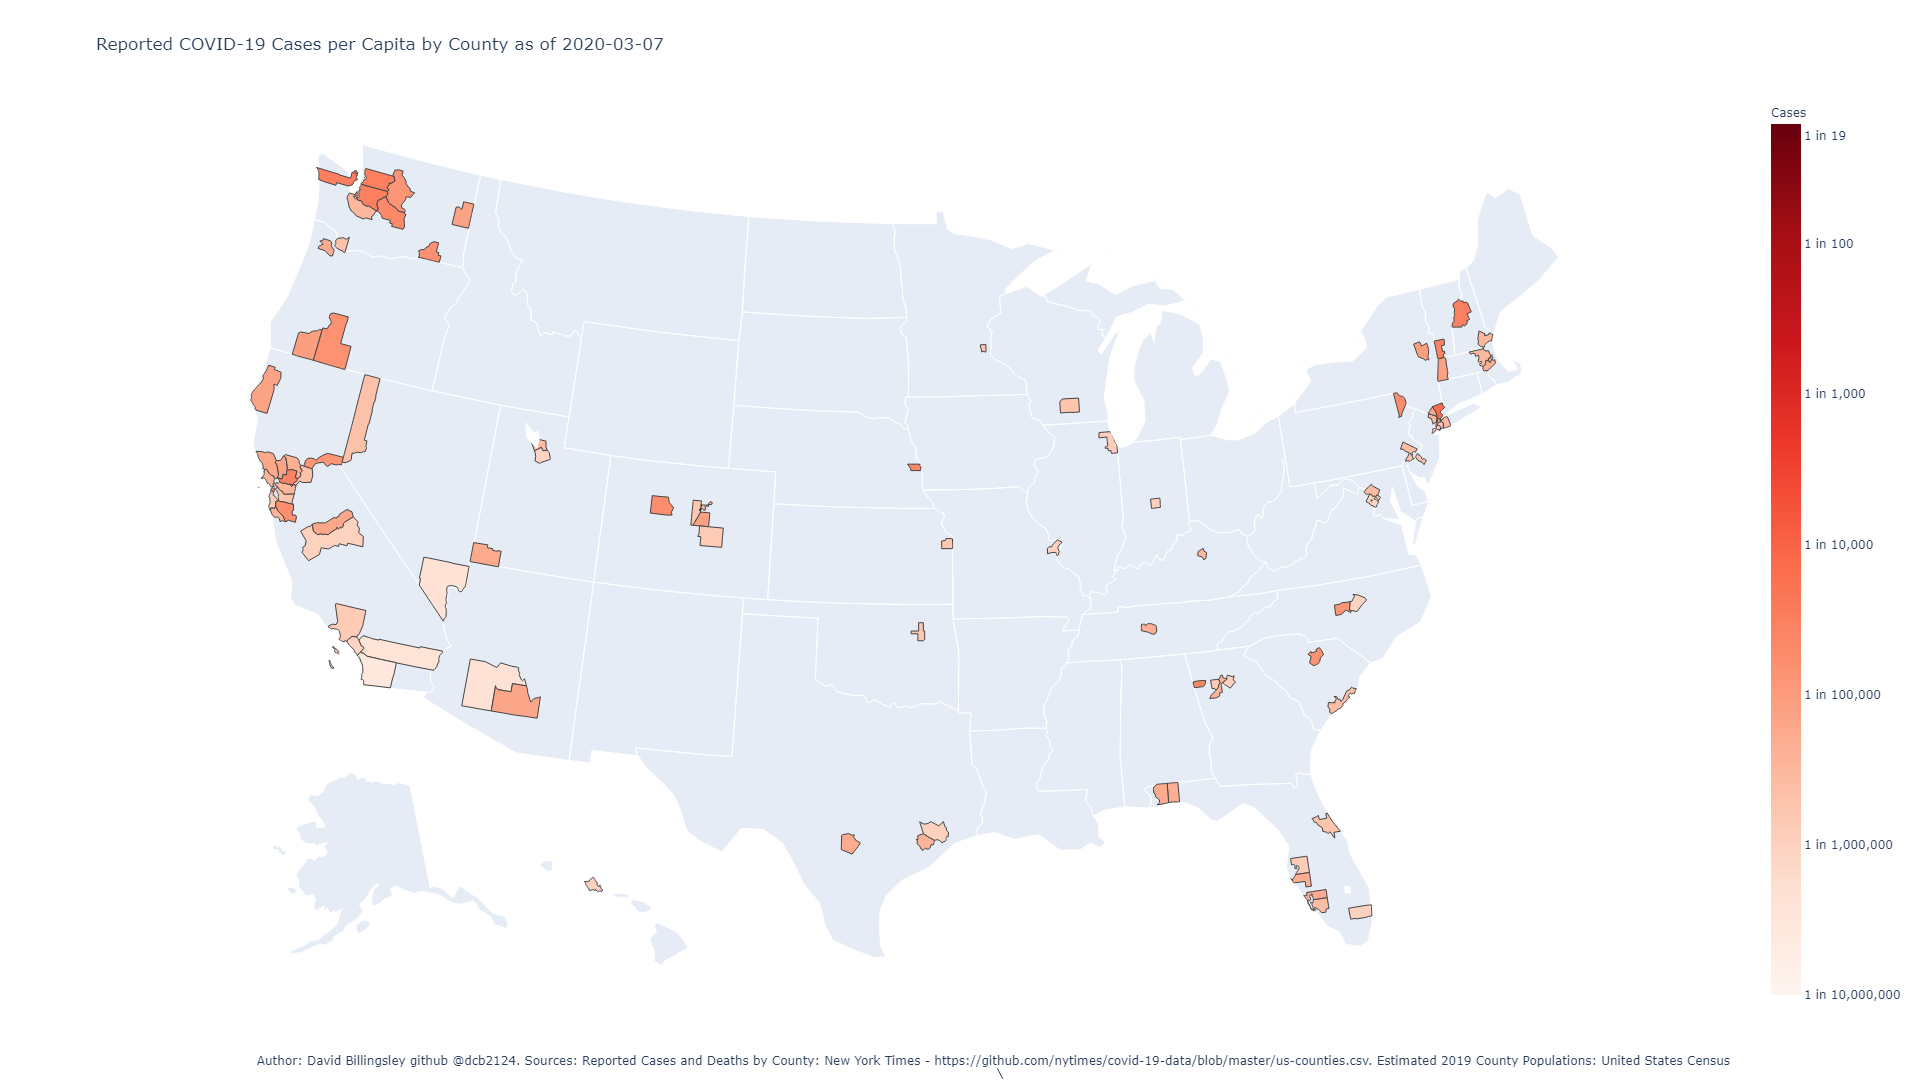 Reported COVID-19 Cases per Capita by County as of 2020-03-07
Cases
1 in 19
1 in 100
1 in 1,000
1 in 10,000
1 in 100,000
1 in 1,000,000
1 in 10,000,000
Author: David Billingsley github @dcb2124. Sources: Reported Cases and Deaths by County: New York Times - https://github.com/nytimes/covid-19-data/blob/master/us-counties.csv. Estimated 2019 County Populations: United States Census